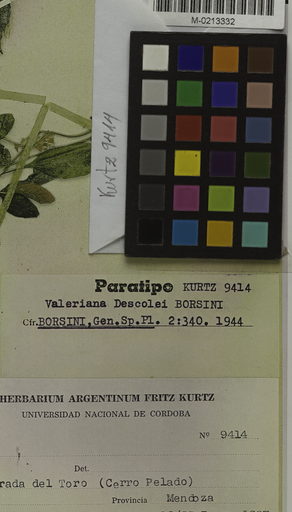 M-0213332
Kurtz 9414
Paratipo KURTZ 9414
Valeriana Descolei BORSINI
Cfr. BORSINI, Gen. Sp. Pl. 2:340. 1944
HERBARIUM ARGENTINUM FRITZ KURTZ
UNIVERSIDAD NACIONAL DE CORDOBA
Nº 9414
Det.
rada del Toro (Cerro Pelado)
Provincia Mendoza